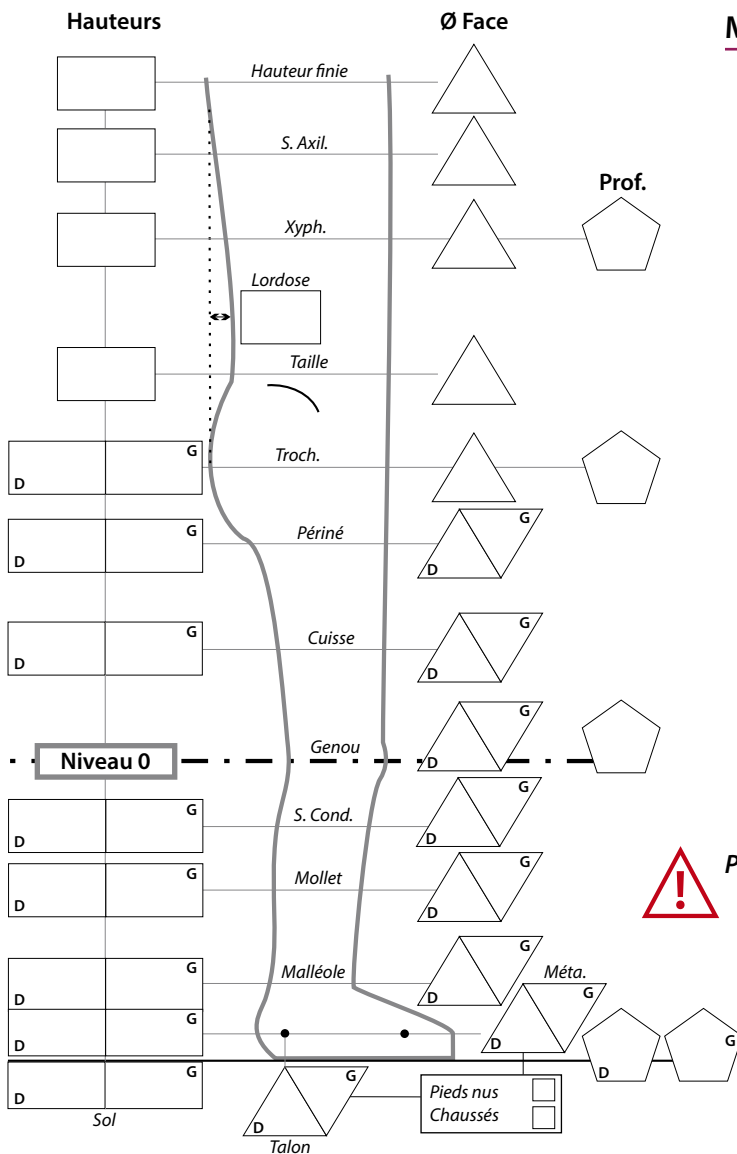 Hauteurs Ø Face M
Hauteur finie
S. Axil.
Prof.
Xyph.
Lordose
Taille
G
Troch.
D
G Périné G
D D
G G
Cuisse
D D
G
Niveau 0 Genou
D
G S. Cond. G
D D
G Mollet G
P
D D
!
G Malléole G
Méta.
D D
G G
D D D G
G G
Pieds nus
D Chaussés
Sol D
Talon